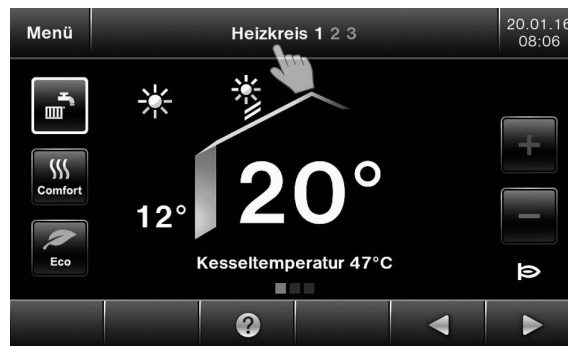 Menü
Heizkreis 1 2 3
20.01.16
08:06
Comfort
12°
20°
Eco
Kesseltemperatur 47°C
?